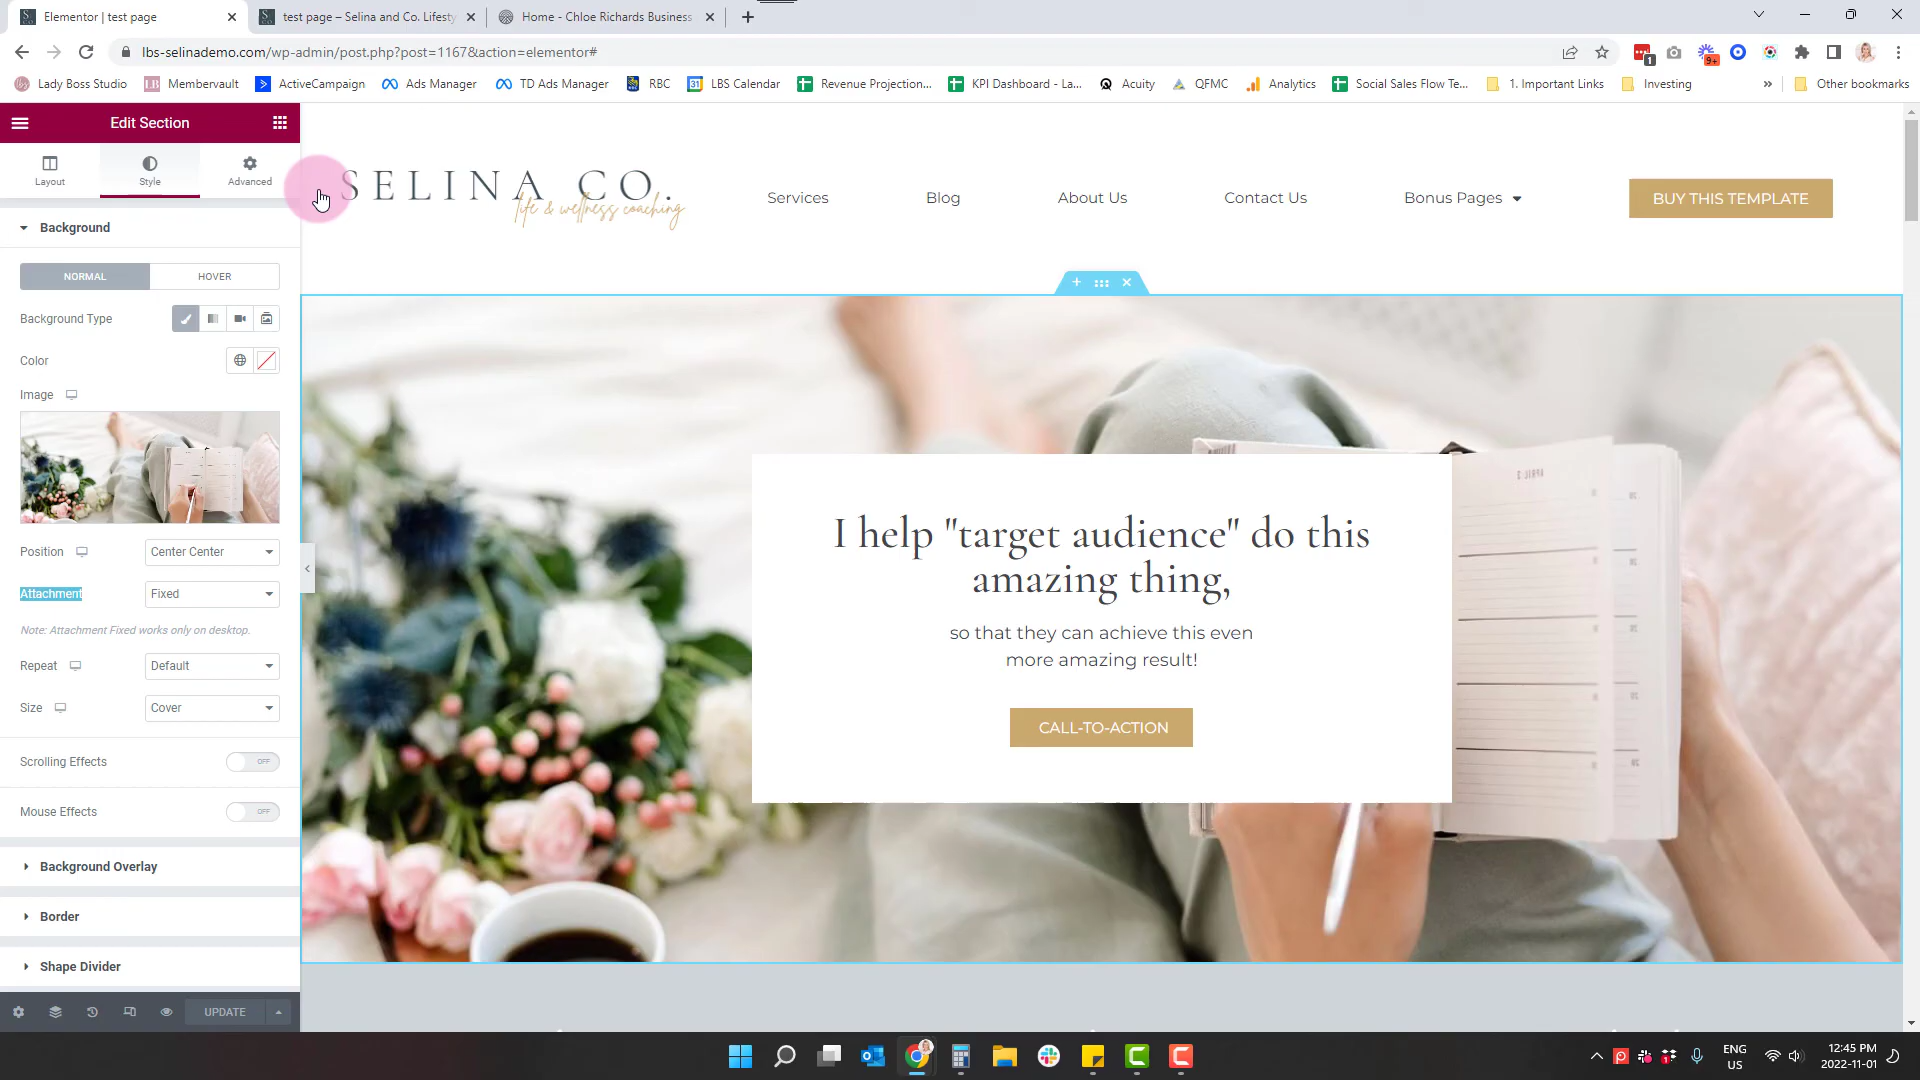 Elementor | test page
test page – Selina and Co. Lifesty
Home - Chloe Richards Business
lbs-selinademo.com/wp-admin/post.php?post=1167&action=elementor#
1
9+
Lady Boss Studio
Membervault
ActiveCampaign
Ads Manager
TD Ads Manager
RBC
LBS Calendar
Revenue Projection...
KPI Dashboard - La...
Acuity
QFMC
Analytics
Social Sales Flow Te...
1. Important Links
Investing
»
Other bookmarks
Edit Section
Layout
Style
Advanced
Background
NORMAL
HOVER
Background Type
Color
Image
Position
Center Center
Attachment
Fixed
Note: Attachment Fixed works only on desktop.
Repeat
Default
Size
Cover
Scrolling Effects
OFF
Mouse Effects
OFF
Background Overlay
Border
Shape Divider
UPDATE
SELINA CO.
life & wellness coaching
Services
Blog
About Us
Contact Us
Bonus Pages
BUY THIS TEMPLATE
I help "target audience" do this
amazing thing,
so that they can achieve this even
more amazing result!
CALL-TO-ACTION
ENG
US
12:45 PM
2022-11-01